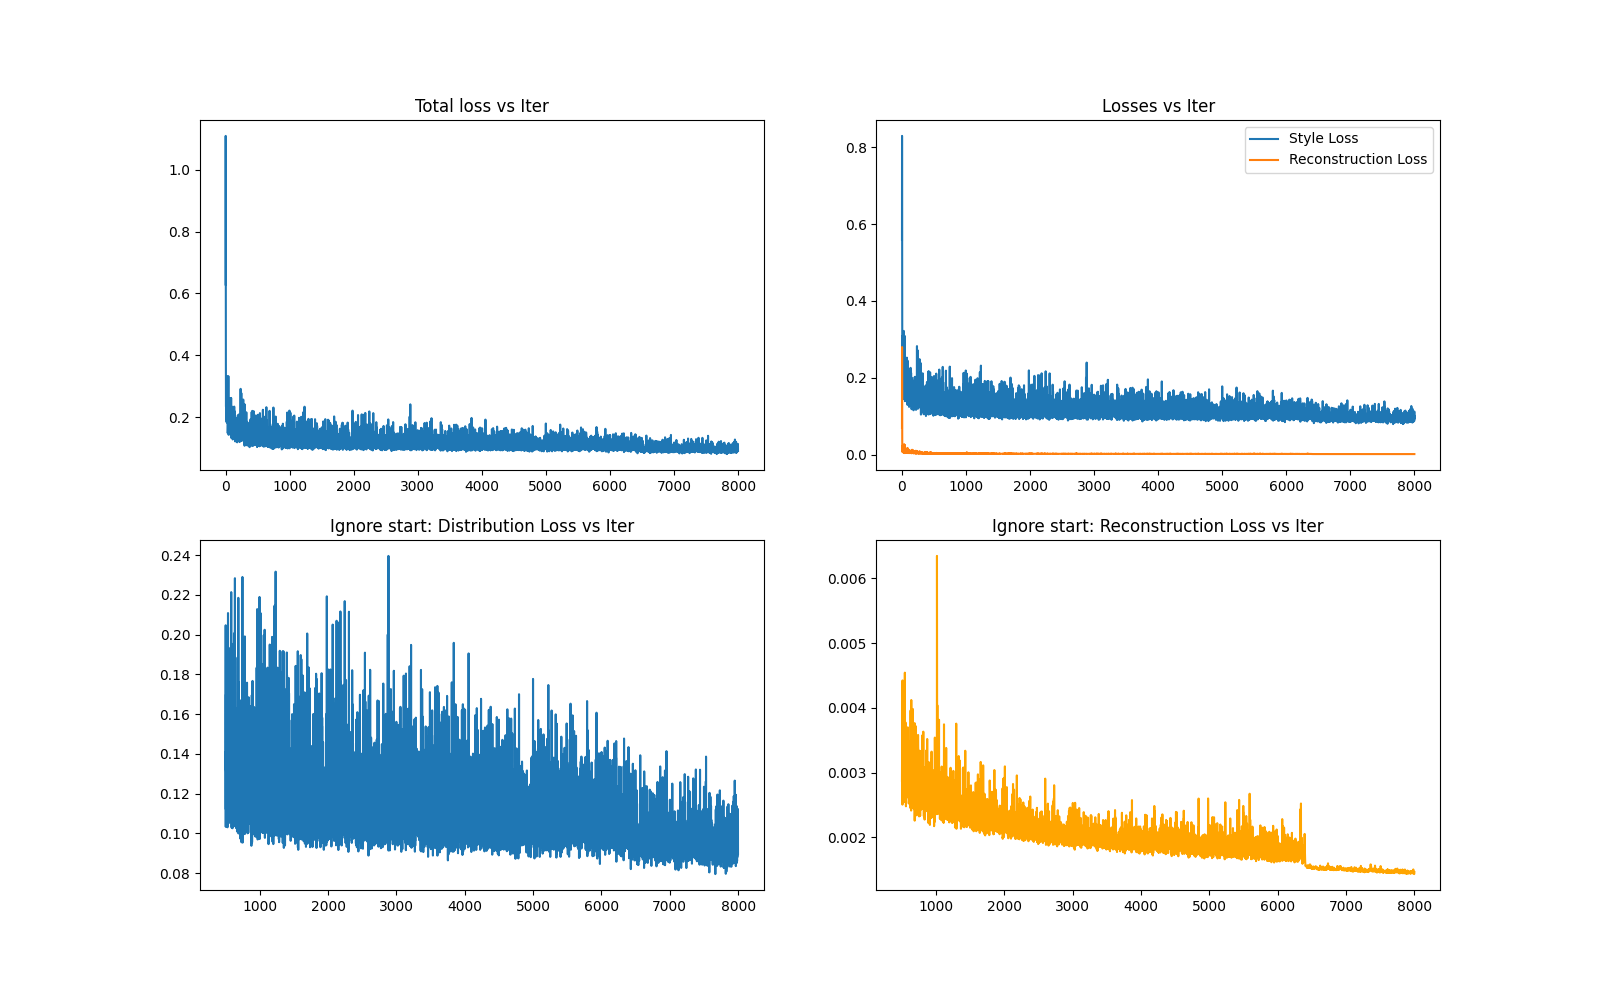 Total loss vs Iter
1.0
0.8
0.6
0.4
0.2
0 1000 2000 3000 4000 5000 6000 7000 8000
Losses vs Iter
Style Loss
Reconstruction Loss
0.8
0.6
0.4
0.2
0.0
0 1000 2000 3000 4000 5000 6000 7000 8000
Ignore start: Distribution Loss vs Iter
0.24
0.22
0.20
0.18
0.16
0.14
0.12
0.10
0.08
1000 2000 3000 4000 5000 6000 7000 8000
Ignore start: Reconstruction Loss vs Iter
0.006
0.005
0.004
0.003
0.002
1000 2000 3000 4000 5000 6000 7000 8000